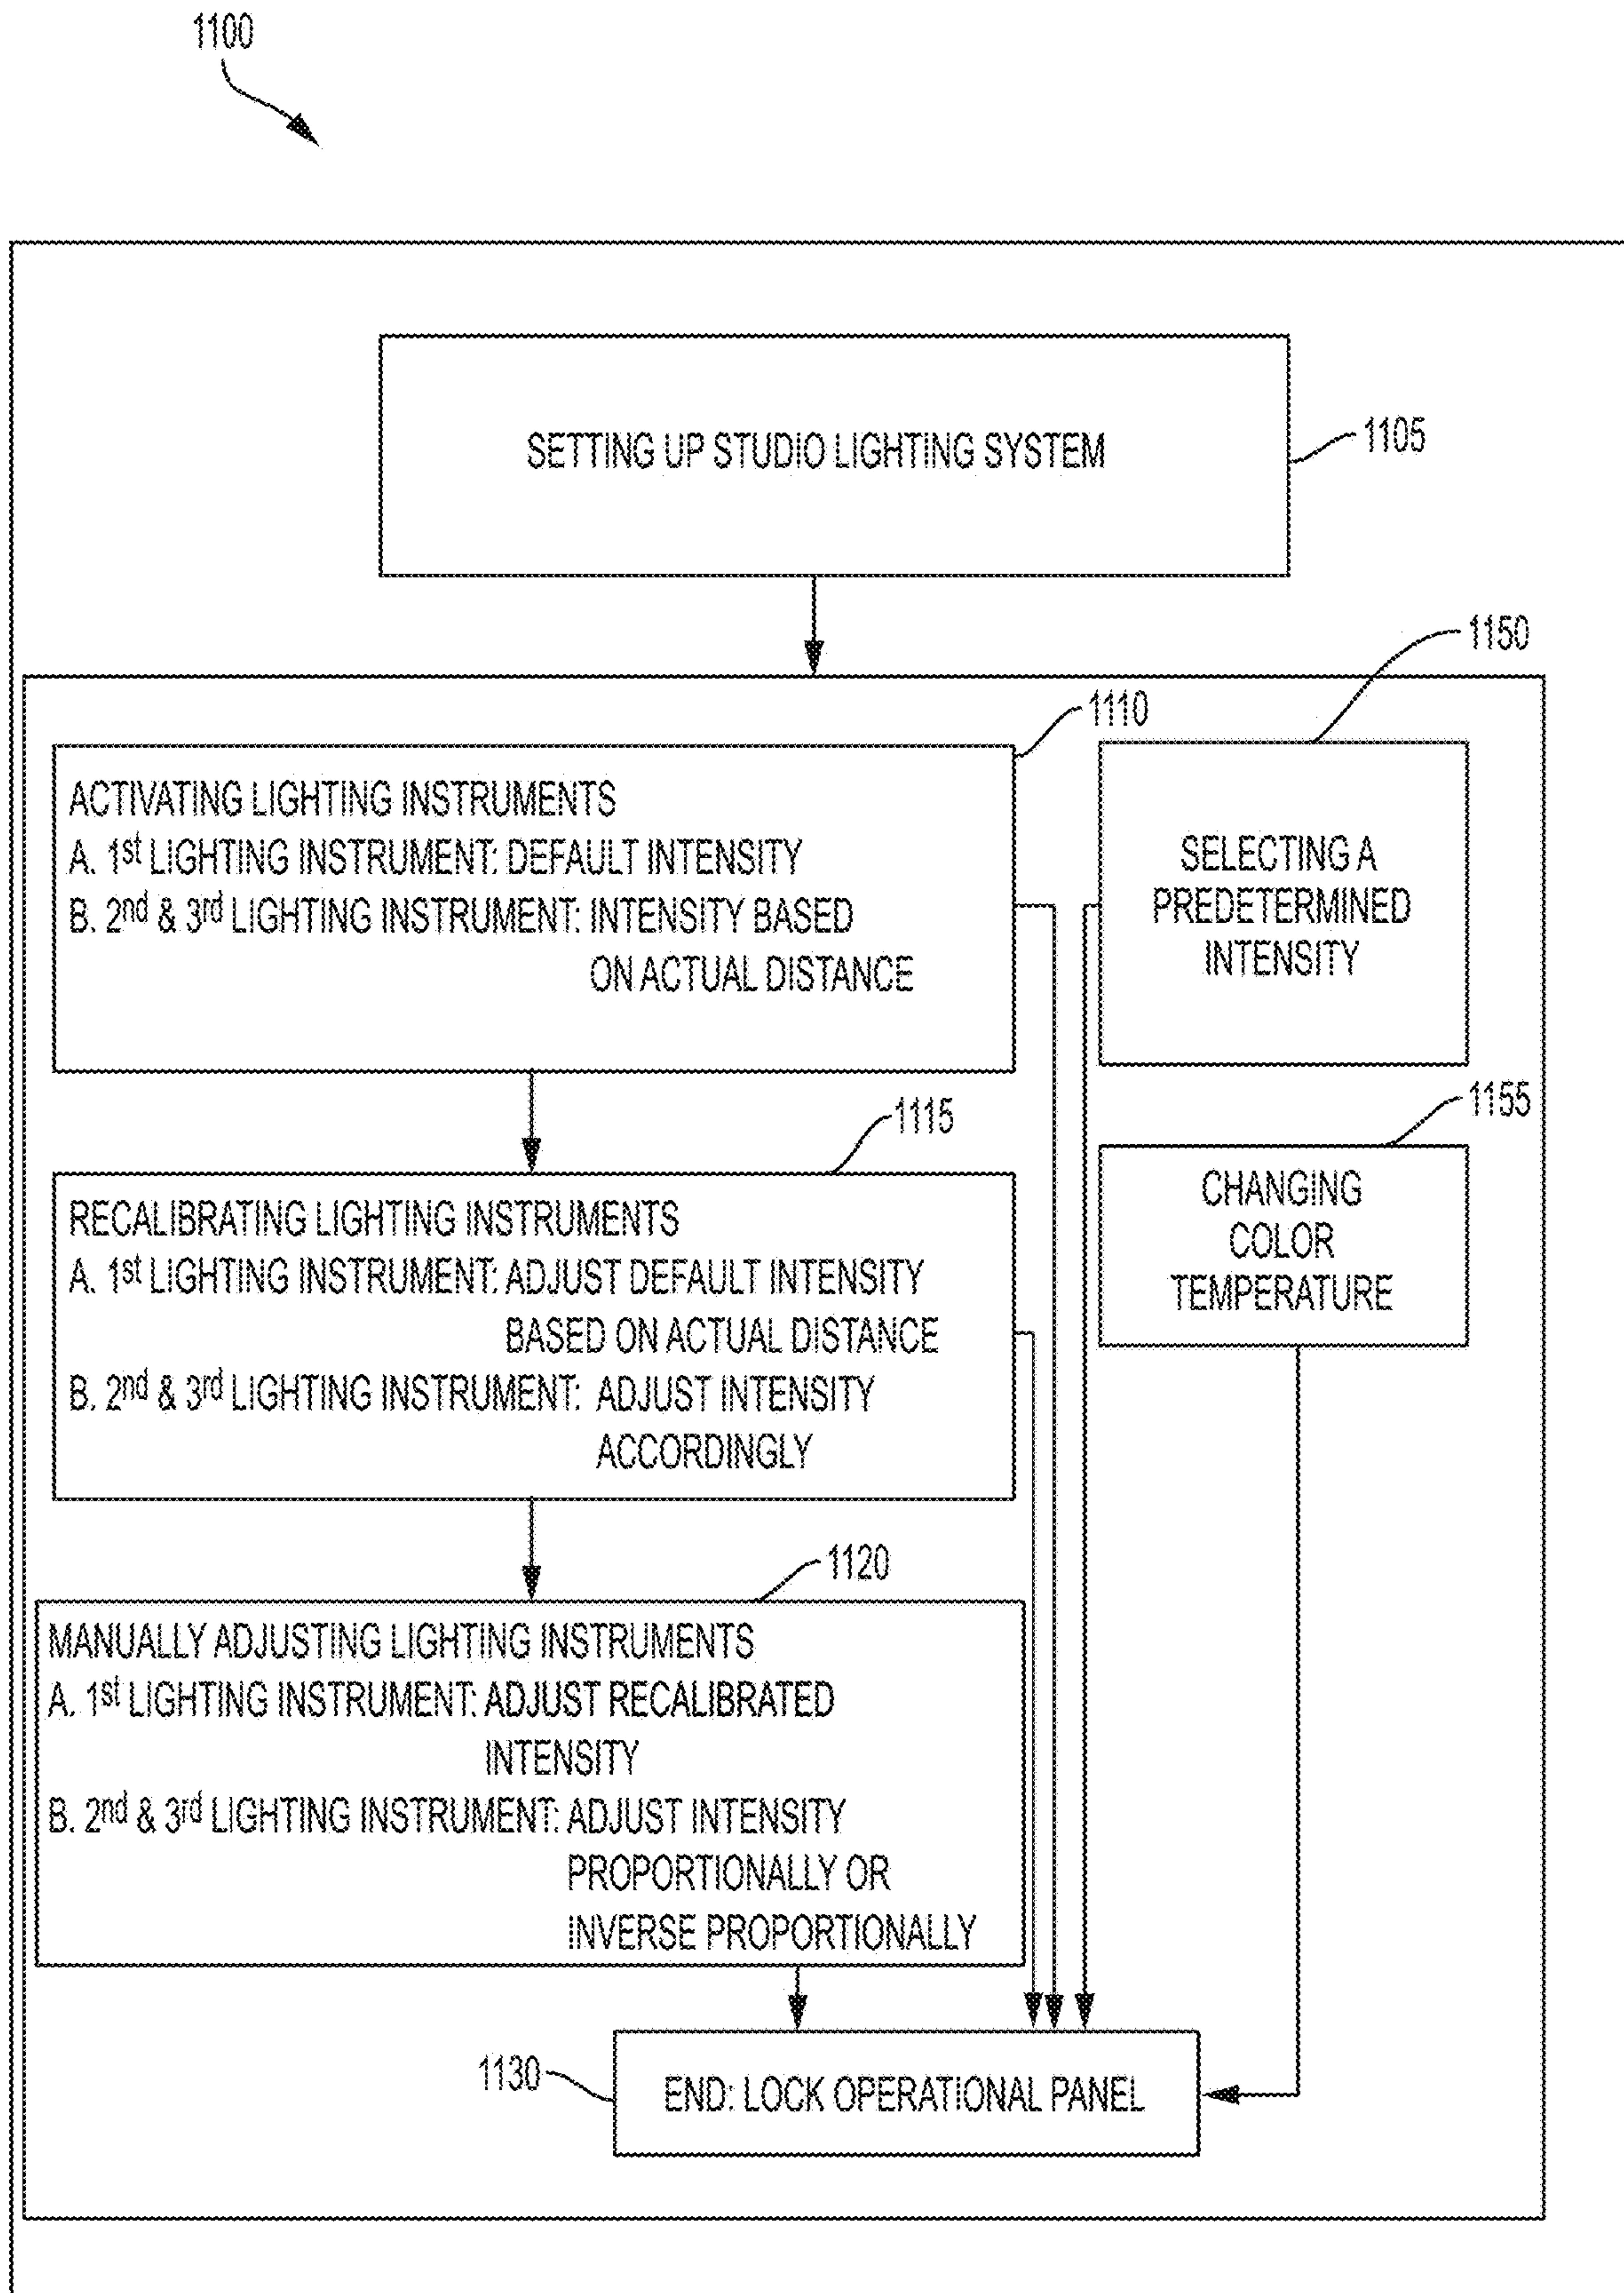 1100
SETTING UP STUDIO LIGHTING SYSTEM
1105
1150
1110
ACTIVATING LIGHTING INSTRUMENTS
A. 1st LIGHTING INSTRUMENT: DEFAULT INTENSITY
B. 2nd & 3rd LIGHTING INSTRUMENT: INTENSITY BASED
ON ACTUAL DISTANCE
SELECTING A
PREDETERMINED
INTENSITY
1115
1155
RECALIBRATING LIGHTING INSTRUMENTS
A. 1st LIGHTING INSTRUMENT: ADJUST DEFAULT INTENSITY
BASED ON ACTUAL DISTANCE
B. 2nd & 3rd LIGHTING INSTRUMENT: ADJUST INTENSITY
ACCORDINGLY
CHANGING
COLOR
TEMPERATURE
1120
MANUALLY ADJUSTING LIGHTING INSTRUMENTS
A. 1st LIGHTING INSTRUMENT: ADJUST RECALIBRATED
INTENSITY
B. 2nd & 3rd LIGHTING INSTRUMENT: ADJUST INTENSITY
PROPORTIONALLY OR
INVERSE PROPORTIONALLY
1130
END: LOCK OPERATIONAL PANEL